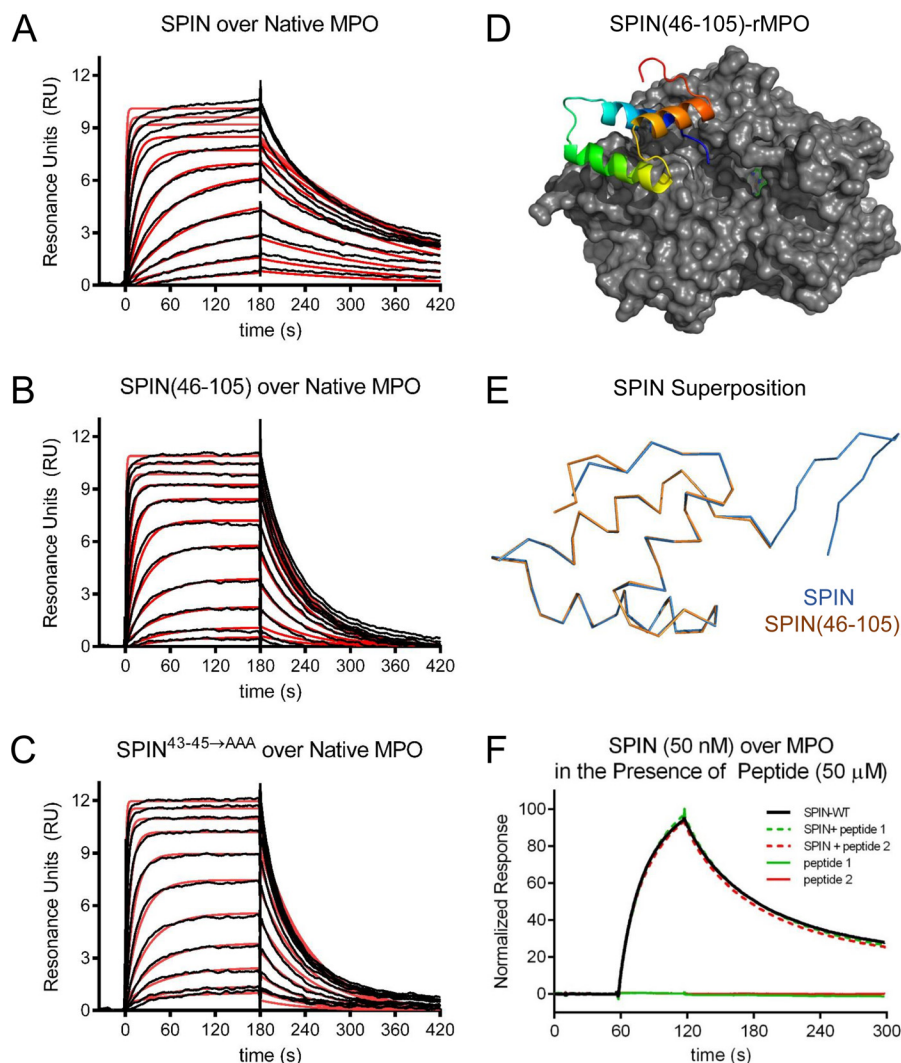 A
SPIN over Native MPO
Resonance Units (RU)
12
9
6
3
0
0 60 120 180 240 300 360 420
time (s)
B
SPIN(46-105) over Native MPO
Resonance Units (RU)
12
9
6
3
0
0 60 120 180 240 300 360 420
time (s)
C
SPIN43-45→AAA over Native MPO
Resonance Units (RU)
12
9
6
3
0
0 60 120 180 240 300 360 420
time (s)
D
SPIN(46-105)-rMPO
E
SPIN Superposition
SPIN
SPIN(46-105)
F
SPIN (50 nM) over MPO
in the Presence of Peptide (50 μM)
Normalized Response
100
80
60
40
20
0
SPIN-WT
SPIN+ peptide 1
SPIN + peptide 2
peptide 1
peptide 2
0 60 120 180 240 300
time (s)